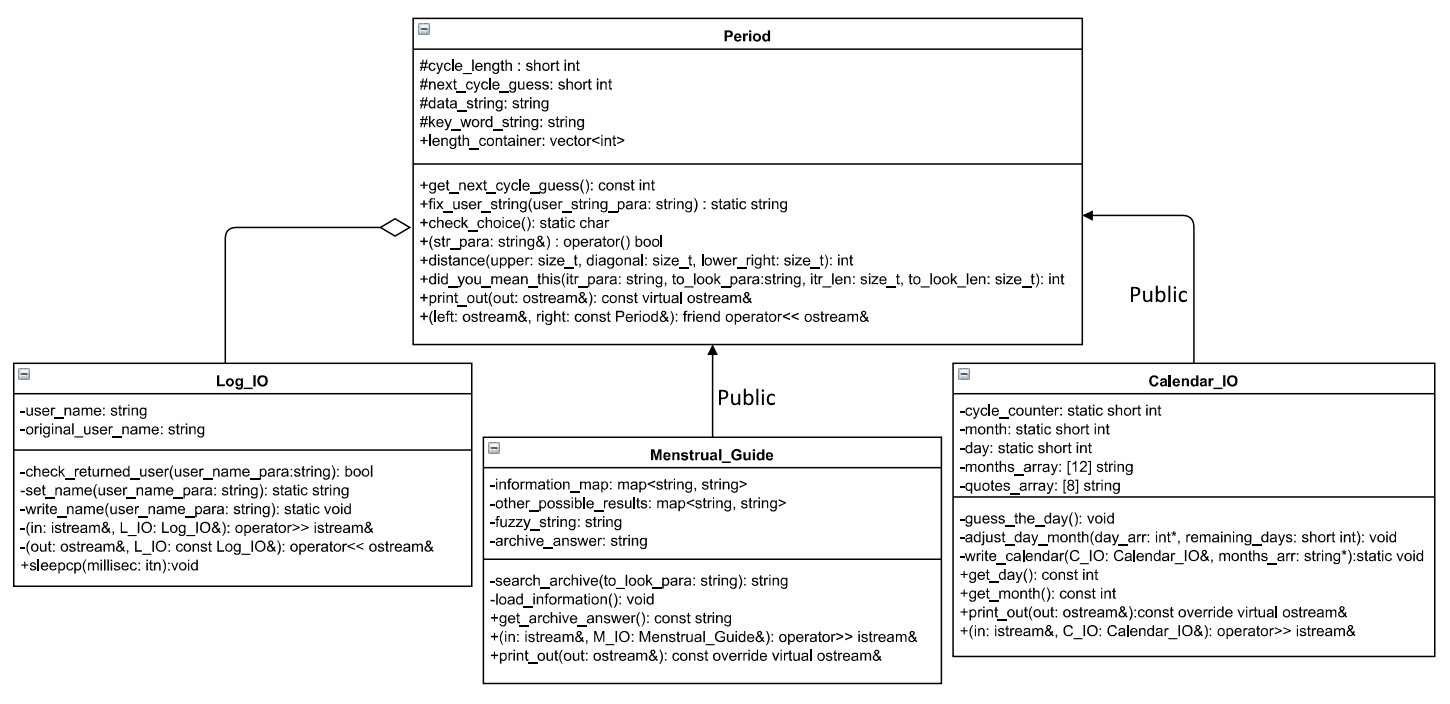 Period
#cycle_length : short int
#next_cycle_guess: short int
#data_string: string
#key_word_string: string
+length_container: vector<int>
+get_next_cycle_guess(): const int
+fix_user_string(user_string_para: string) : static string
+check_choice(): static char
+(str_para: string&) : operator() bool
+distance(upper: size_t, diagonal: size_t, lower_right: size_t): int
+did_you_mean_this(itr_para: string, to_look_para:string, itr_len: size_t, to_look_len: size_t): int
+print_out(out: ostream&): const virtual ostream&
+(left: ostream&, right: const Period&): friend operator<< ostream&
Public
Public
Log_IO
-user_name: string
-original_user_name: string
-check_returned_user(user_name_para:string): bool
-set_name(user_name_para: string): static string
-write_name(user_name_para: string): static void
-(in: istream&, L_IO: Log_IO&): operator>> istream&
-(out: ostream&, L_IO: const Log_IO&): operator<< ostream&
+sleepcp(millisec: itn):void
Menstrual_Guide
-information_map: map<string, string>
-other_possible_results: map<string, string>
-fuzzy_string: string
-archive_answer: string
-search_archive(to_look_para: string): string
-load_information(): void
+get_archive_answer(): const string
+(in: istream&, M_IO: Menstrual_Guide&): operator>> istream&
+print_out(out: ostream&): const override virtual ostream&
Calendar_IO
-cycle_counter: static short int
-month: static short int
-day: static short int
-months_array: [12] string
-quotes_array: [8] string
-guess_the_day(): void
-adjust_day_month(day_arr: int*, remaining_days: short int): void
-write_calendar(C_IO: Calendar_IO&, months_arr: string*):static void
+get_day(): const int
+get_month(): const int
+print_out(out: ostream&):const override virtual ostream&
+(in: istream&, C_IO: Calendar_IO&): operator>> istream&